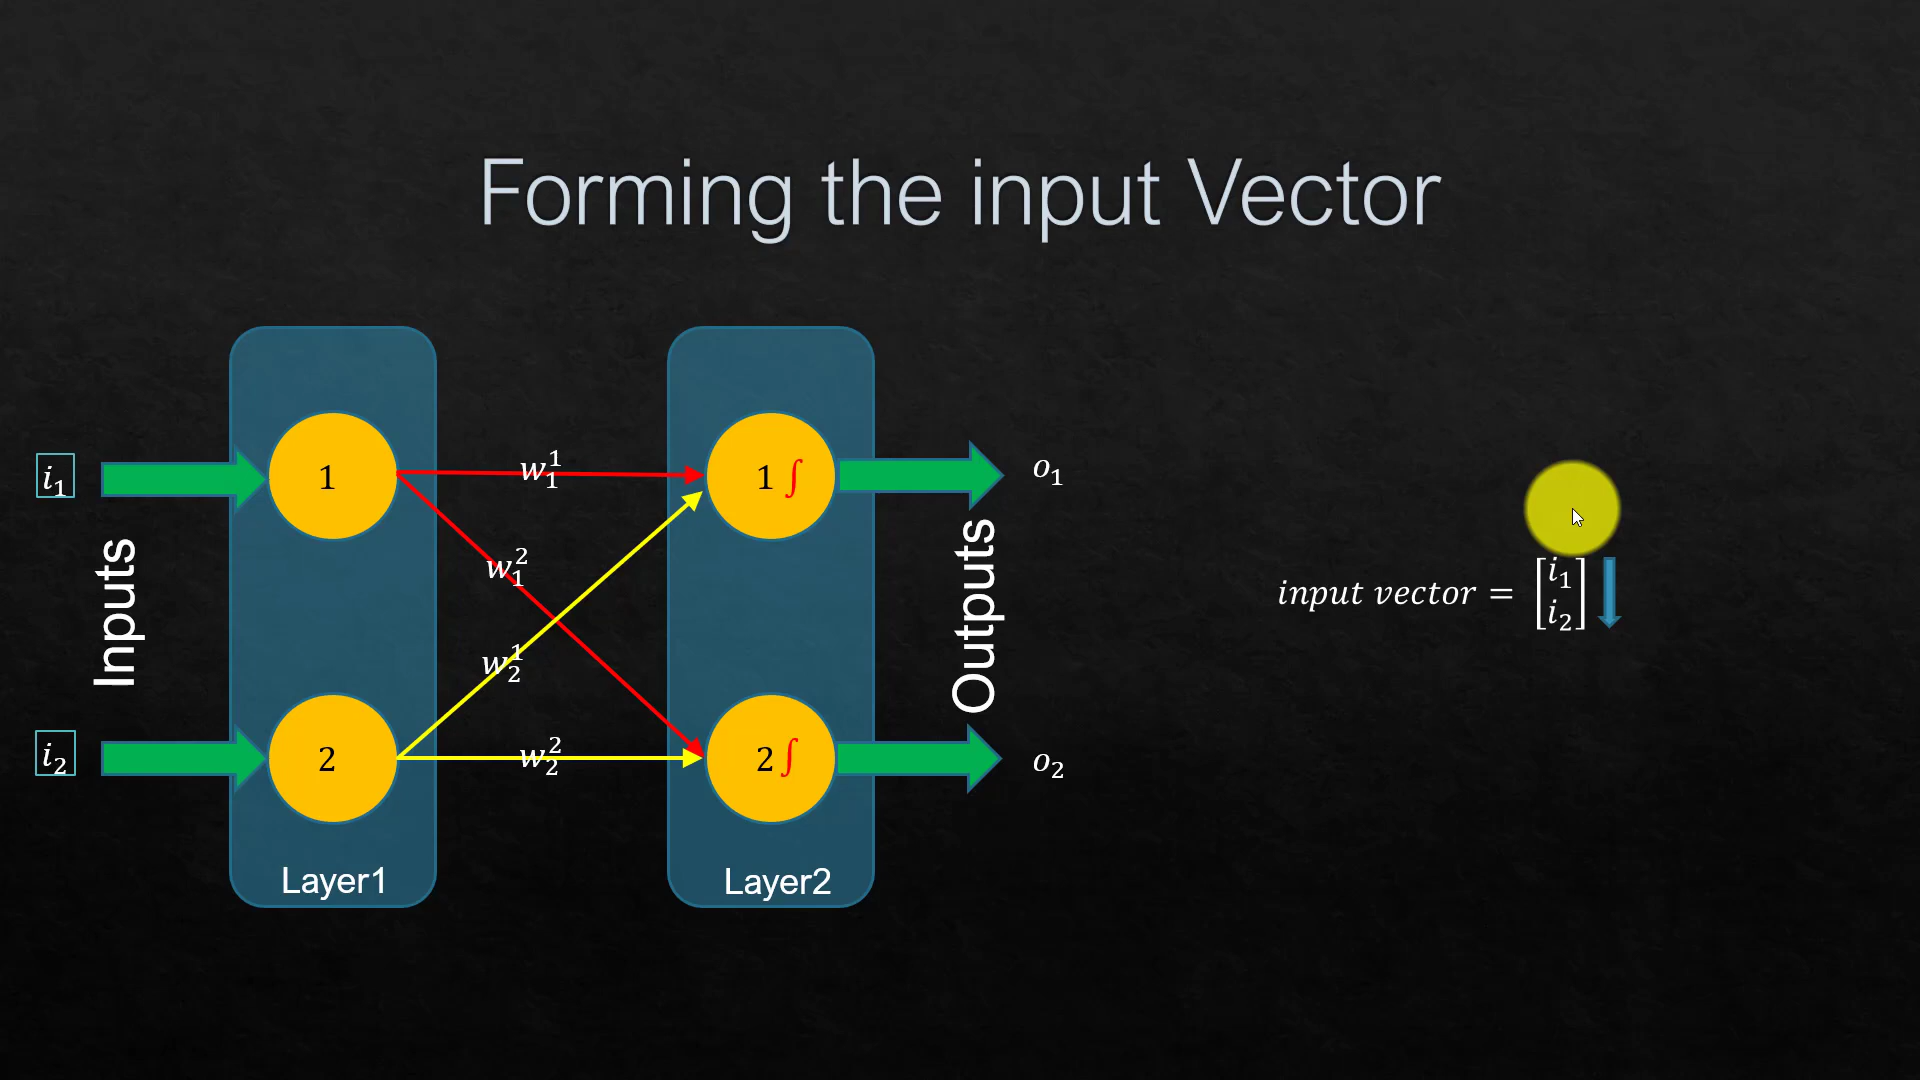 Forming the input Vector
i₁
Inputs
i₂
1
2
Layer1
w₁¹
w₁²
w₂¹
w₂²
1 ∫
2 ∫
Layer2
Outputs
o₁
o₂
input vector = [i₁ i₂]